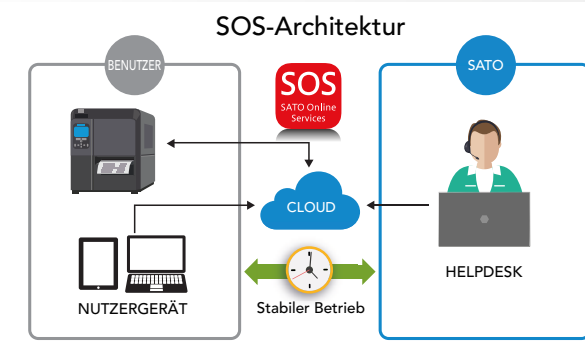 SOS-Architektur
BENUTZER
SATO
SOS
SATO Online
Services
CLOUD
NUTZERGERÄT
Stabiler Betrieb
HELPDESK